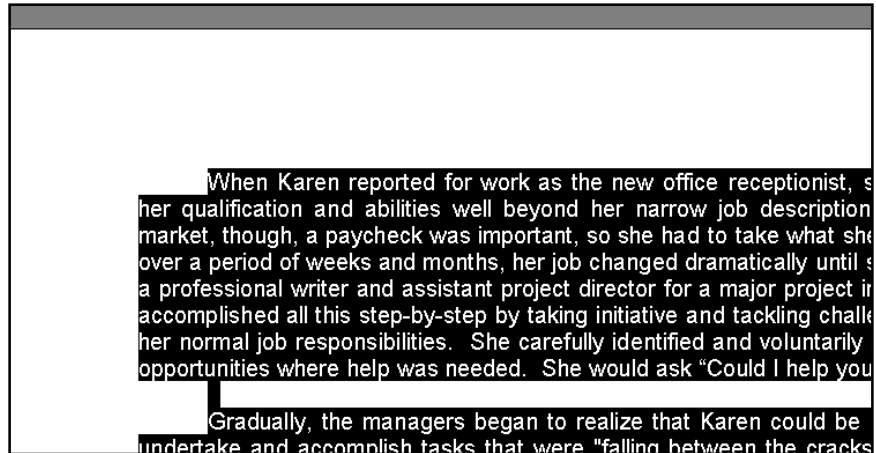 When Karen reported for work as the new office receptionist,
her qualification and abilities well beyond her narrow job description
market, though, a paycheck was important, so she had to take what she
over a period of weeks and months, her job changed dramatically until
a professional writer and assistant project director for a major project
accomplished all this step-by-step by taking initiative and tackling
her normal job responsibilities.  She carefully identified and voluntarily
opportunities where help was needed.  She would ask “Could I help you
Gradually, the managers began to realize that Karen could be
undertake and accomplish tasks that were "falling between the cracks